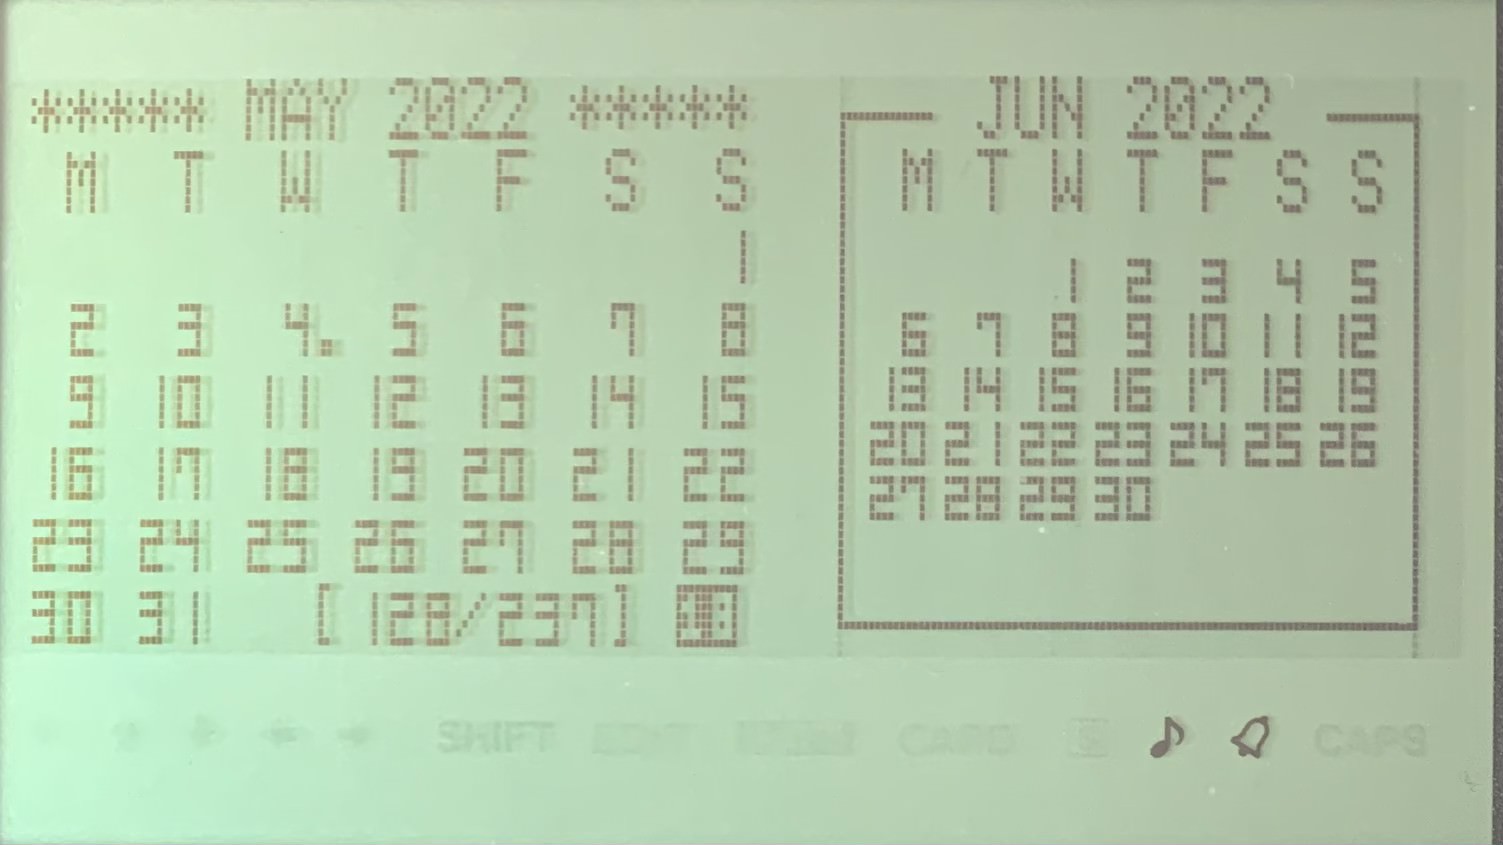 ***** MAY 2022 *****
M T W T F S S
1
2 3 4 5 6 7 8
9 10 11 12 13 14 15
16 17 18 19 20 21 22
23 24 25 26 27 28 29
30 31 [128/237]
JUN 2022
M T W T F S S
1 2 3 4 5
6 7 8 9 10 11 12
13 14 15 16 17 18 19
20 21 22 23 24 25 26
27 28 29 30
SHIFT CARD S CAPS